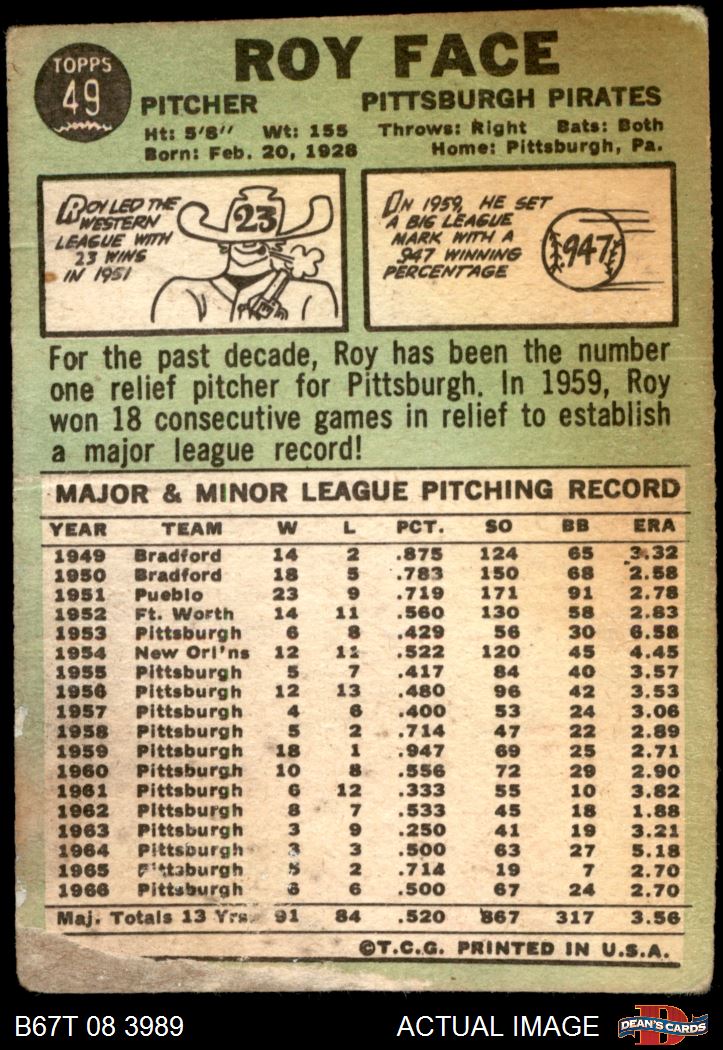 TOPPS
49
ROY FACE
PITCHER PITTSBURGH PIRATES
Ht: 5'8" Wt: 155 Throws: Right Bats: Both
Born: Feb. 20, 1928 Home: Pittsburgh, Pa.
ROY LED THE
WESTERN
LEAGUE WITH
23 WINS
IN 1951
23
IN 1959, HE SET
A BIG LEAGUE
MARK WITH A
.947 WINNING
PERCENTAGE
.947
For the past decade, Roy has been the number
one relief pitcher for Pittsburgh. In 1959, Roy
won 18 consecutive games in relief to establish
a major league record!
MAJOR & MINOR LEAGUE PITCHING RECORD
YEAR TEAM W L PCT. SO BB ERA
1949 Bradford 14 2 .875 124 65 3.32
1950 Bradford 18 5 .783 150 68 2.58
1951 Pueblo 23 9 .719 171 91 2.78
1952 Ft. Worth 14 11 .560 130 58 2.83
1953 Pittsburgh 6 8 .429 56 30 6.58
1954 New Orl'ns 12 11 .522 120 45 4.45
1955 Pittsburgh 5 7 .417 84 40 3.57
1956 Pittsburgh 12 13 .480 96 42 3.53
1957 Pittsburgh 4 6 .400 53 24 3.06
1958 Pittsburgh 5 2 .714 47 22 2.89
1959 Pittsburgh 18 1 .947 69 25 2.71
1960 Pittsburgh 10 8 .556 72 29 2.90
1961 Pittsburgh 6 12 .333 55 10 3.82
1962 Pittsburgh 8 7 .533 45 18 1.88
1963 Pittsburgh 3 9 .250 41 19 3.21
1964 Pittsburgh 3 3 .500 63 27 5.18
1965 Pittsburgh 5 2 .714 19 7 2.70
1966 Pittsburgh 6 6 .500 67 24 2.70
Maj. Totals 13 Yrs. 91 84 .520 867 317 3.56
©T.C.G. PRINTED IN U.S.A.
B67T 08 3989 ACTUAL IMAGE DEAN'S CARDS